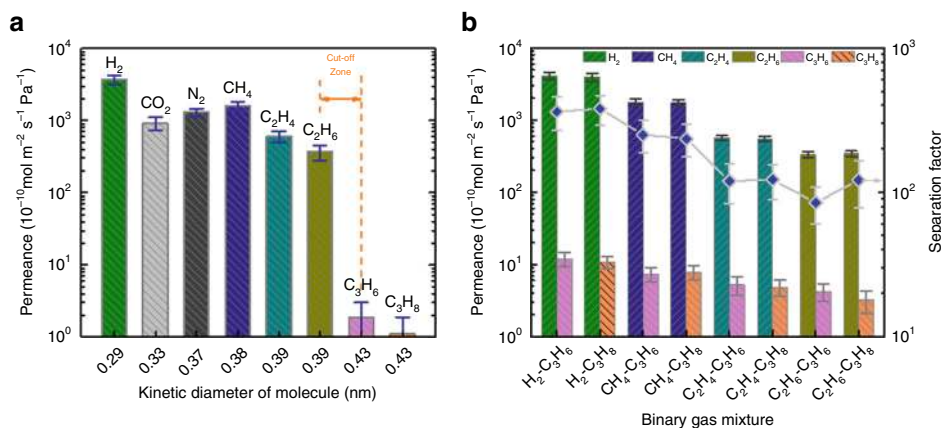 a
Permeance (10⁻¹⁰mol m⁻² s⁻¹ Pa⁻¹)
10⁴
10³
10²
10¹
10⁰
H₂
CO₂
N₂
CH₄
C₂H₄
C₂H₆
C₃H₆
C₃H₈
Cut-off
Zone
0.29 0.33 0.37 0.38 0.39 0.39 0.43 0.43
Kinetic diameter of molecule (nm)
b
Permeance (10⁻¹⁰mol m⁻² s⁻¹ Pa⁻¹)
10⁴
10³
10²
10¹
10⁰
H₂ CH₄ C₂H₄ C₂H₆ C₃H₆ C₃H₈
10³
10²
10¹
Separation factor
H₂-C₃H₆ H₂-C₃H₈ CH₄-C₃H₆ CH₄-C₃H₈ C₂H₄-C₃H₆ C₂H₄-C₃H₈ C₂H₆-C₃H₆ C₂H₆-C₃H₈
Binary gas mixture